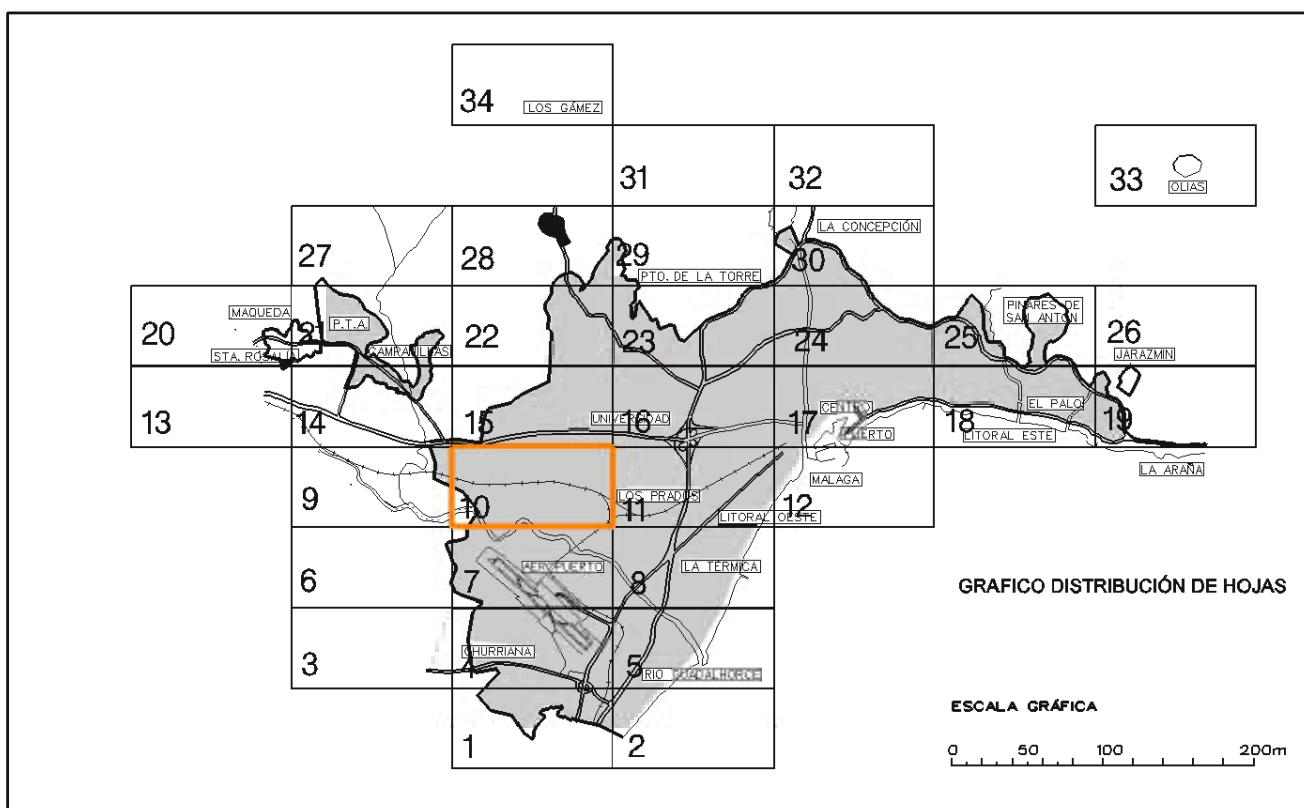 34
LOS GÁMEZ
31
32
33
OLIAS
LA CONCEPCIÓN
27
28
29
30
PTO. DE LA TORRE
MAQUEDA
P.T.A.
PINARES DE
SAN ANTÓN
20
21
22
23
24
25
26
STA. ROSALIA
CAMPANILLAS
JARAZMIN
13
14
15
UNIVERSIDAD
16
17
CENTRO
18
EL PALO
19
PUERTO
LITORAL ESTE
LA ARAÑA
MALAGA
9
10
LOS PRADOS
11
12
LITORAL OESTE
6
7
AEROPUERTO
8
LA TÉRMICA
GRAFICO DISTRIBUCIÓN DE HOJAS
3
CHURRIANA
5
RIO GUADALHORCE
1
2
ESCALA GRÁFICA
0 50 100 200m